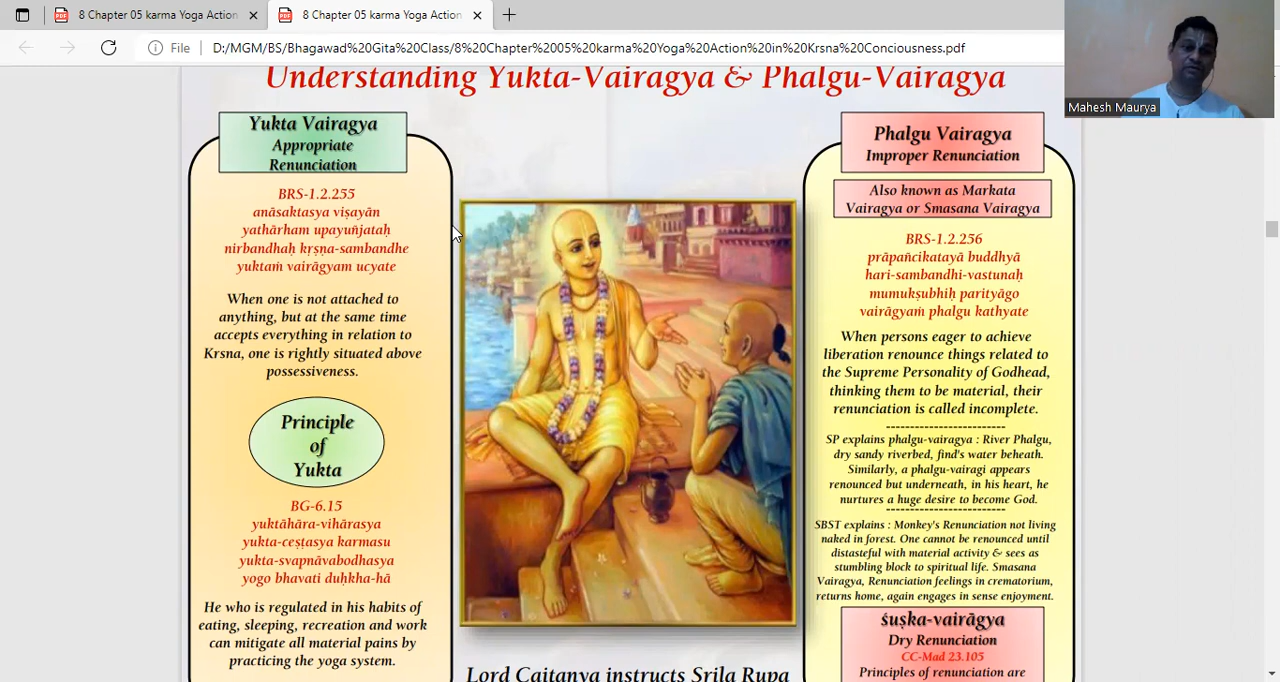 8 Chapter 05 karma Yoga Action
8 Chapter 05 karma Yoga Action
File
D:/MGM/BS/Bhagawad%20Gita%20Class/8%20Chapter%2005%20karma%20Yoga%20Action%20in%20Krsna%20Conciousness.pdf
Mahesh Maurya
Understanding Yukta-Vairagya & Phalgu-Vairagya
Yukta Vairagya
Appropriate
Renunciation
BRS-1.2.255
anāsaktasya viṣayān
yathārham upayuñjataḥ
nirbandhaḥ kṛṣṇa-sambandhe
yuktaṁ vairāgyam ucyate
When one is not attached to
anything, but at the same time
accepts everything in relation to
Krsna, one is rightly situated above
possessiveness.
Principle
of
Yukta
BG-6.15
yuktāhāra-vihārasya
yukta-ceṣṭasya karmasu
yukta-svapnāvabodhasya
yogo bhavati duḥkha-hā
He who is regulated in his habits of
eating, sleeping, recreation and work
can mitigate all material pains by
practicing the yoga system.
Lord Caitanya instructs Srila Rupa
Phalgu Vairagya
Improper Renunciation
Also known as Markata
Vairagya or Smasana Vairagya
BRS-1.2.256
prāpañcikatayā buddhyā
hari-sambandhi-vastunaḥ
mumukṣubhiḥ parityāgo
vairāgyaṁ phalgu kathyate
When persons eager to achieve
liberation renounce things related to
the Supreme Personality of Godhead,
thinking them to be material, their
renunciation is called incomplete.
-------------------------
SP explains phalgu-vairagya : River Phalgu,
dry sandy riverbed, find's water beheath.
Similarly, a phalgu-vairagi appears
renounced but underneath, in his heart, he
nurtures a huge desire to become God.
-------------------------
SBST explains : Monkey's Renunciation not living
naked in forest. One cannot be renounced until
distasteful with material activity & sees as
stumbling block to spiritual life. Smasana
Vairagya, Renunciation feelings in crematorium,
returns home, again engages in sense enjoyment.
śuṣka-vairāgya
Dry Renunciation
CC-Mad 23.105
Principles of renunciation are